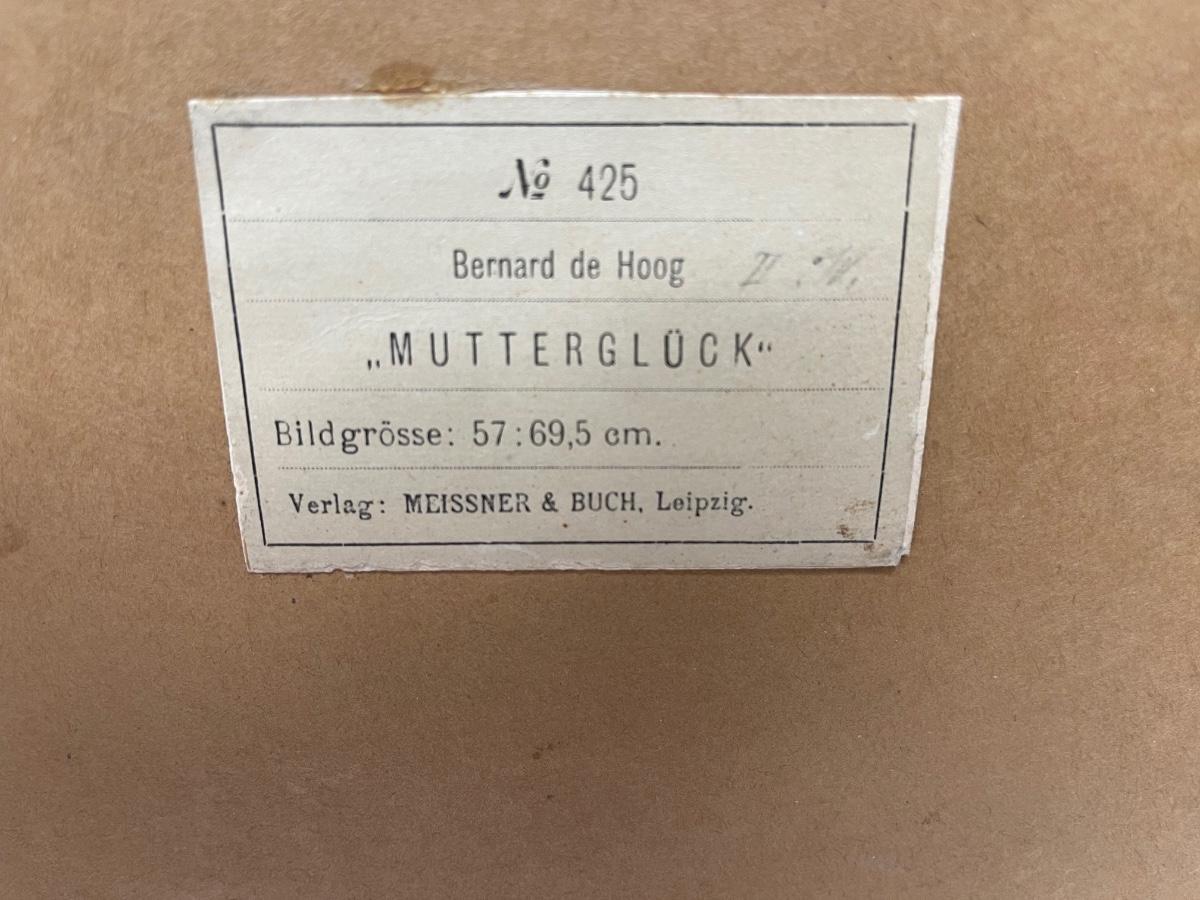 № 425
Bernard de Hoog
„MUTTERGLÜCK“
Bildgrösse: 57:69,5 cm.
Verlag: MEISSNER & BUCH, Leipzig.